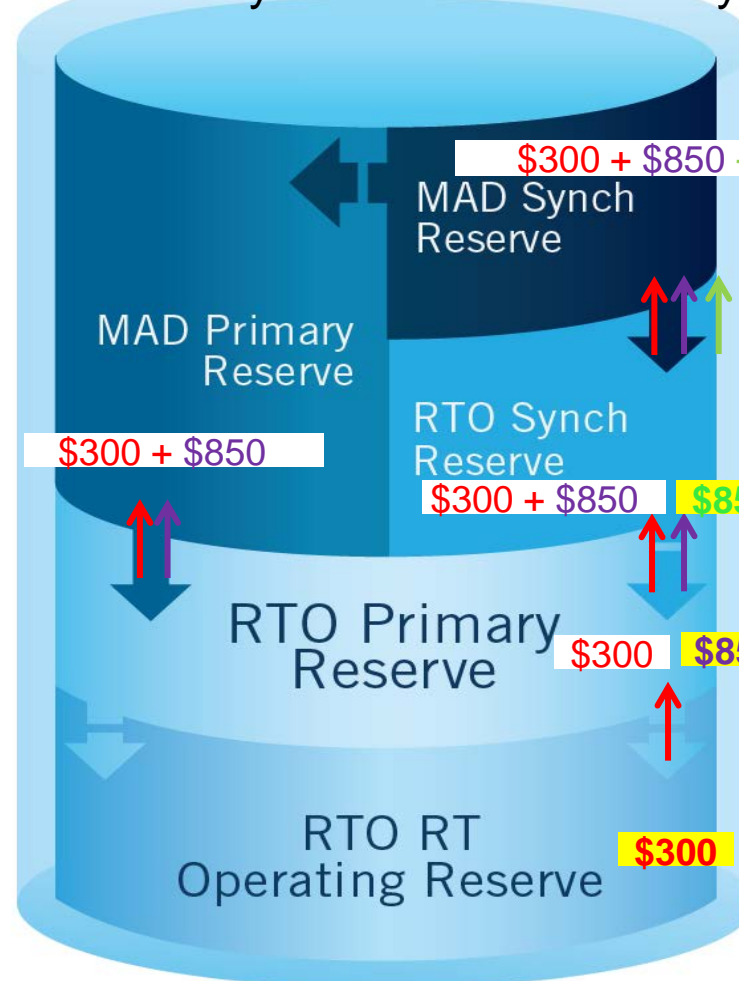 $300 + $850
MAD Synch
Reserve
MAD Primary
Reserve
RTO Synch
Reserve
$300 + $850
$300 + $850
RTO Primary
Reserve
$300
RTO RT
Operating Reserve
$300